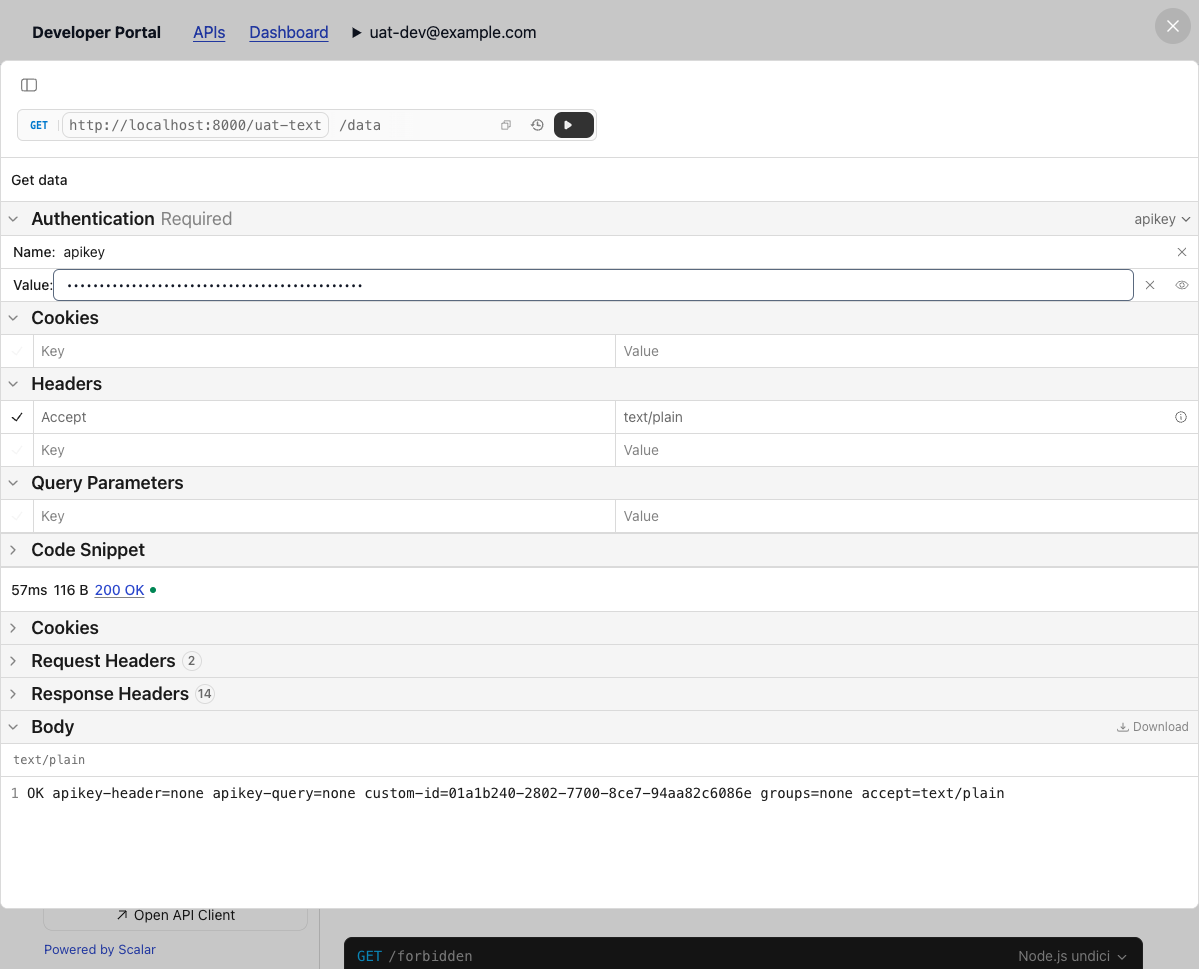 Developer Portal APIs Dashboard ▶ uat-dev@example.com
GET http://localhost:8000/uat-text /data
Get data
Authentication Required apikey
Name: apikey
Value: ••••••••••••••••••••••••••••••••••••••••••••••
Cookies
Key Value
Headers
Accept text/plain
Key Value
Query Parameters
Key Value
Code Snippet
57ms 116 B 200 OK
Cookies
Request Headers 2
Response Headers 14
Body Download
text/plain
1 OK apikey-header=none apikey-query=none custom-id=01a1b240-2802-7700-8ce7-94aa82c6086e groups=none accept=text/plain
Open API Client
Powered by Scalar
GET /forbidden Node.js undici